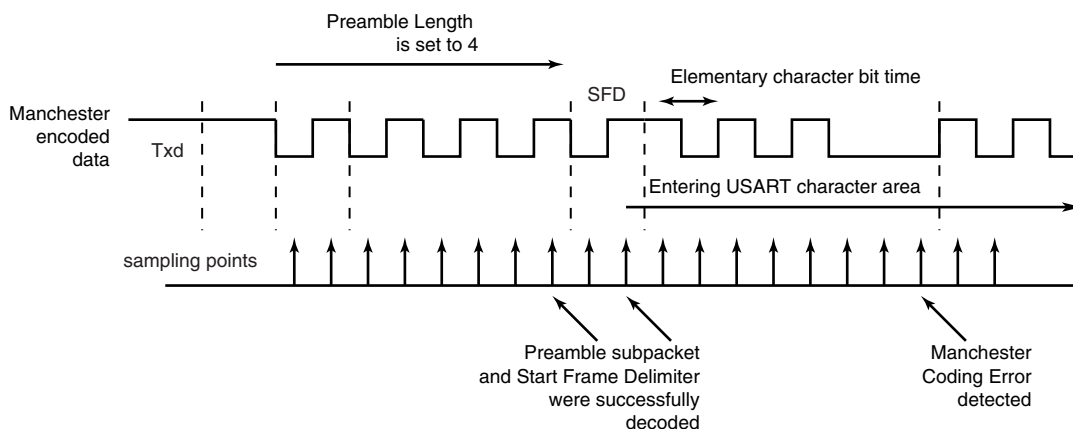 Preamble Length
is set to 4
SFD
Elementary character bit time
Manchester
encoded
data
Txd
Entering USART character area
sampling points
Preamble subpacket
and Start Frame Delimiter
were successfully
decoded
Manchester
Coding Error
detected